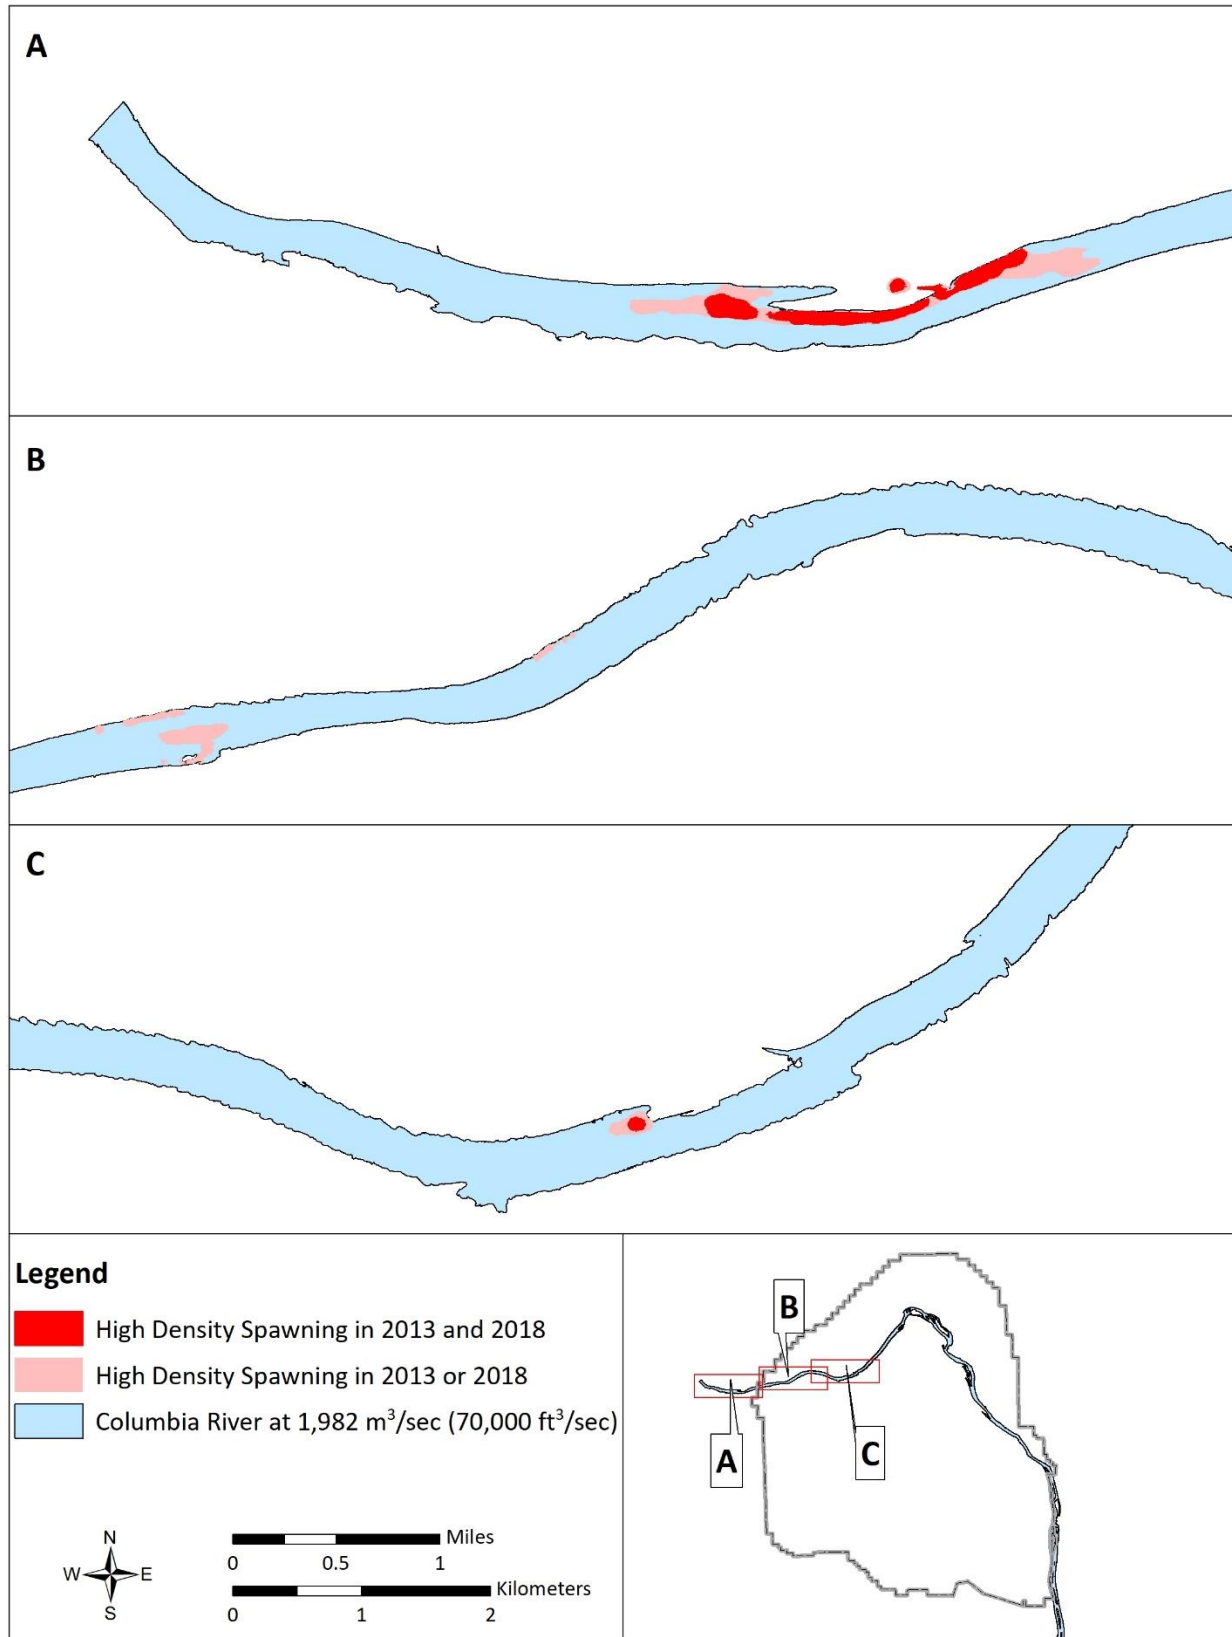 A
B
C
Legend
High Density Spawning in 2013 and 2018
High Density Spawning in 2013 or 2018
Columbia River at 1,982 m³/sec (70,000 ft³/sec)
N
W E
S
Miles
0 0.5 1
Kilometers
0 1 2
B
A
C